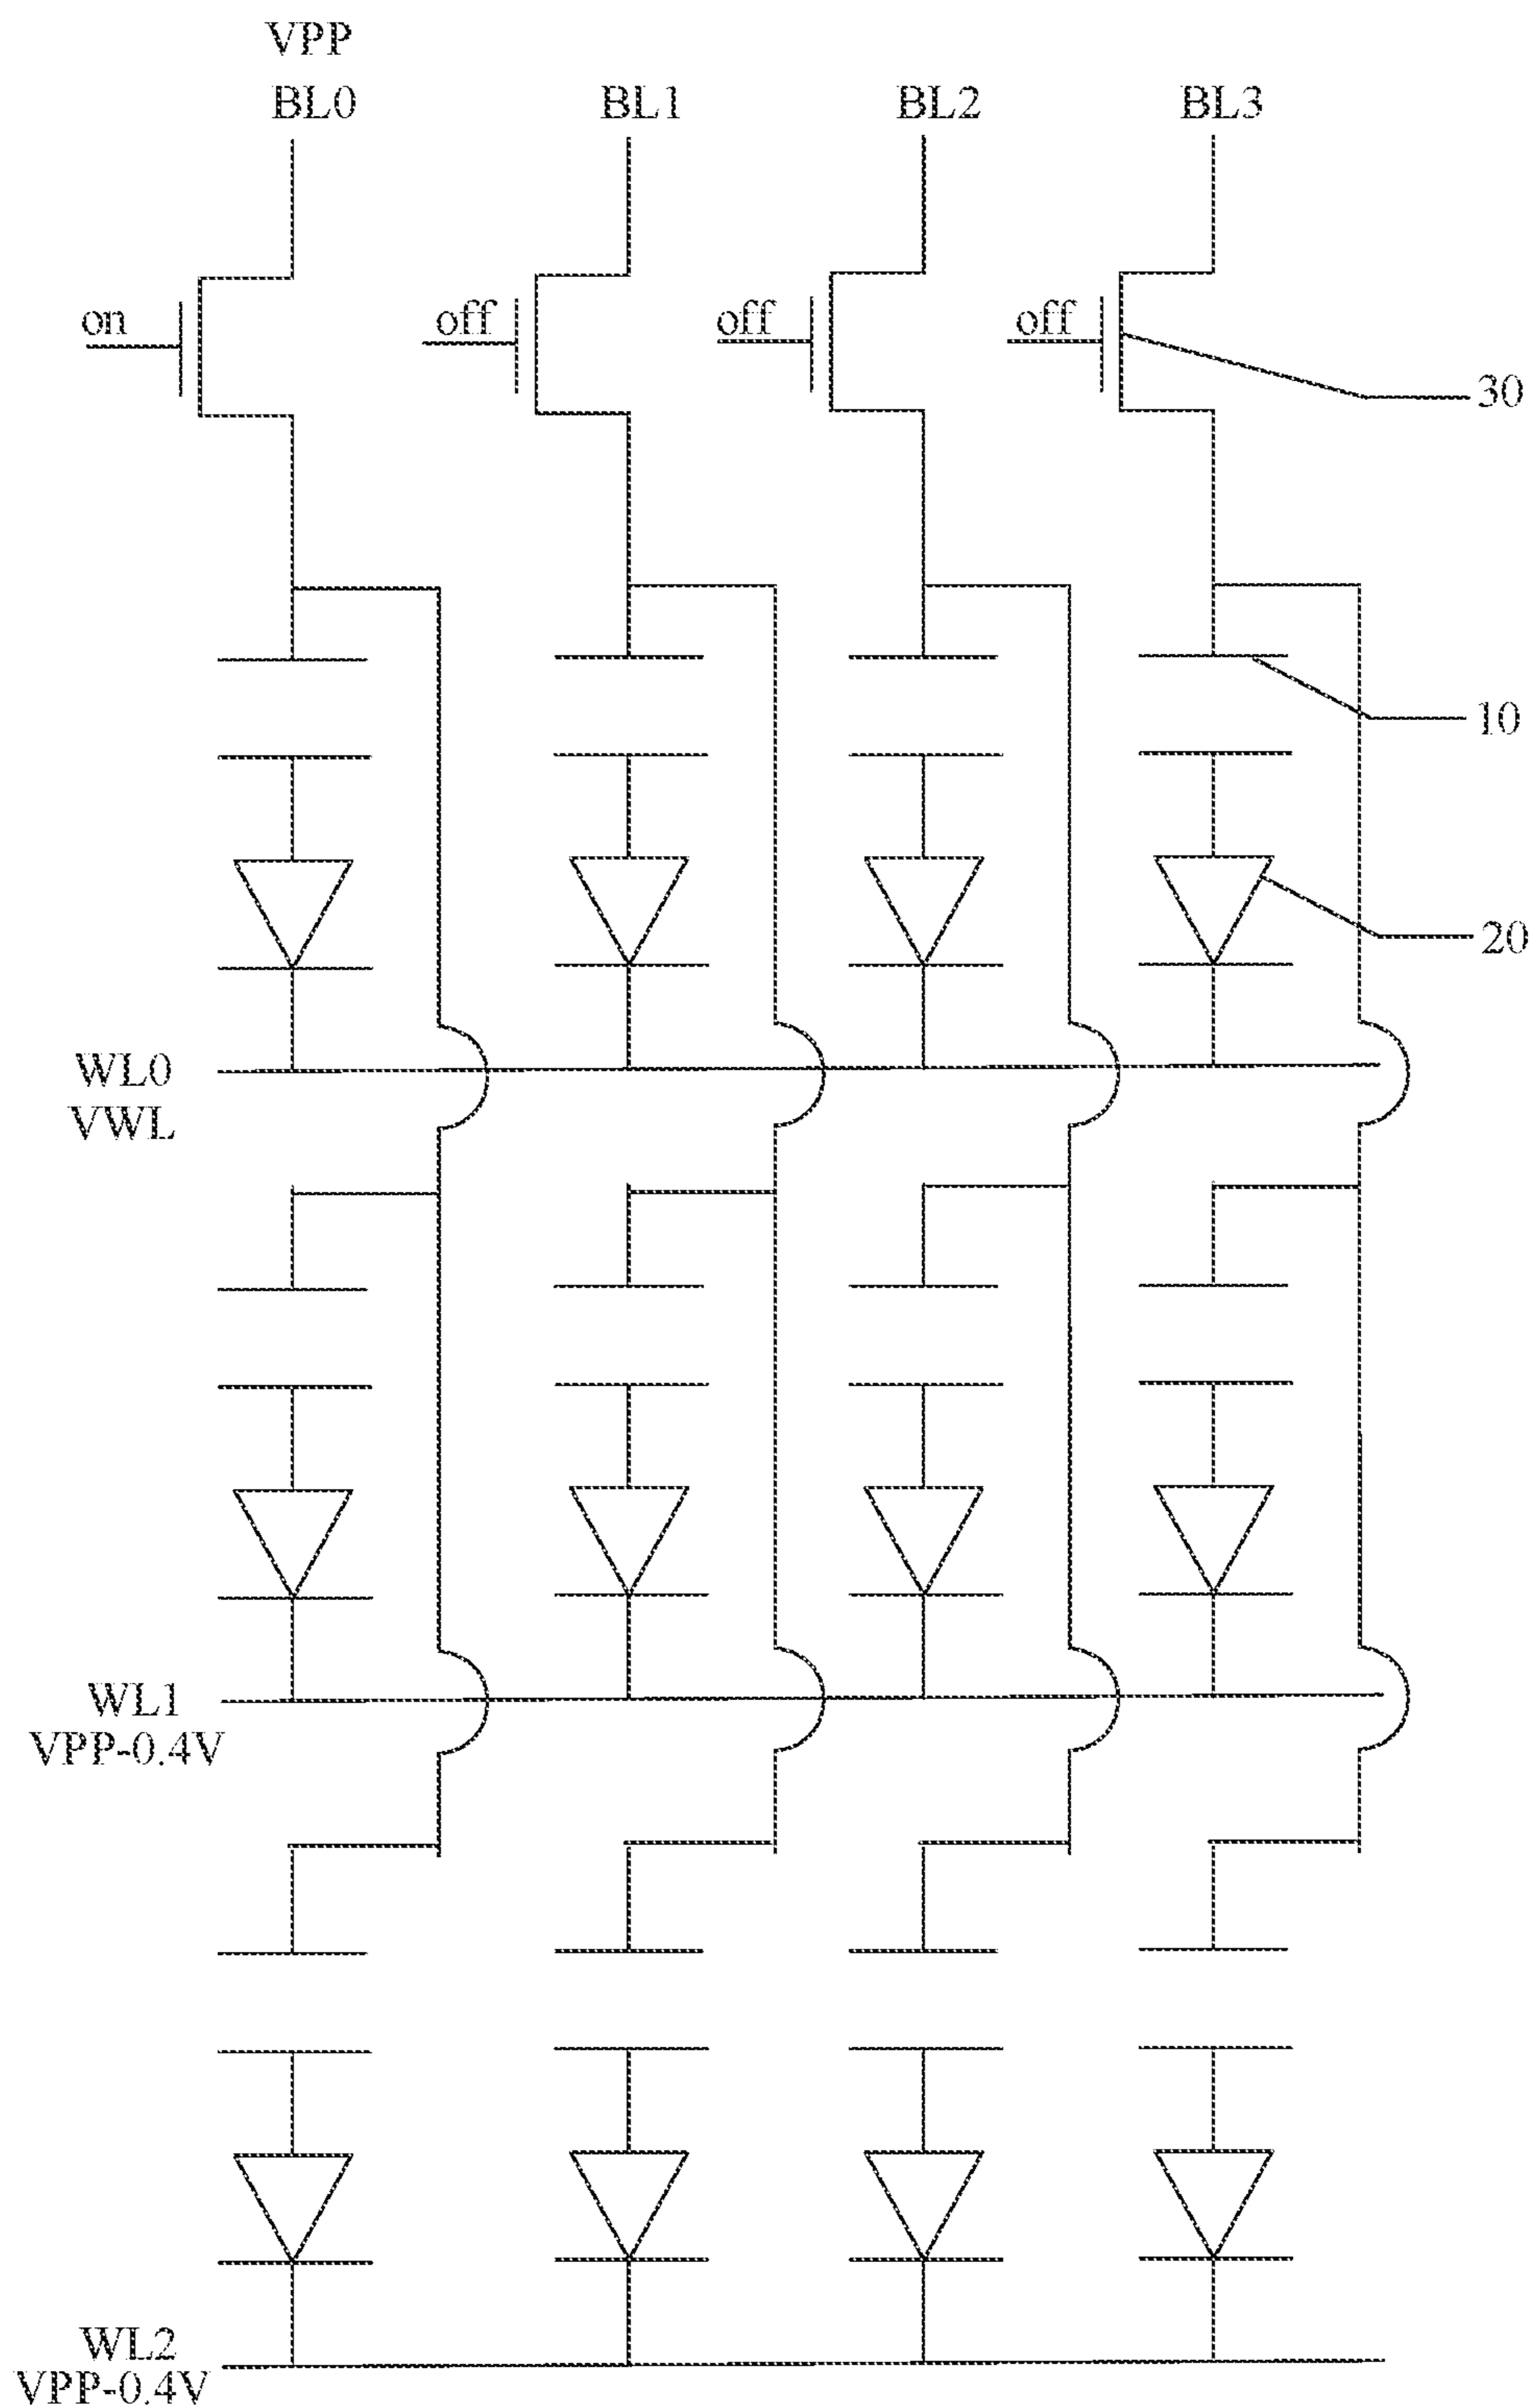 VPP
BL0 BL1 BL2 BL3
on off off off
30
10
20
WL0
VWL
WL1
VPP-0.4V
WL2
VPP-0.4V